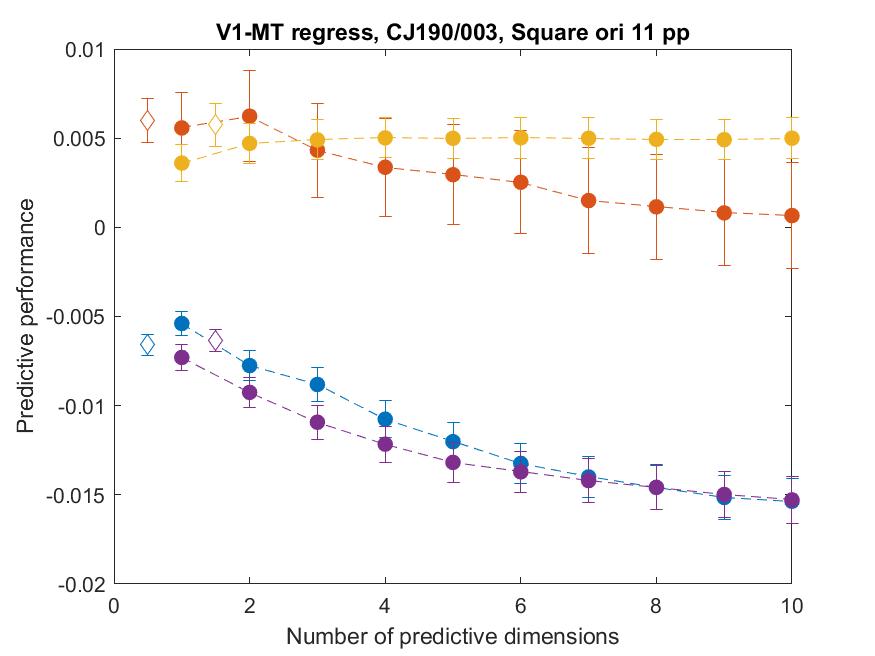 V1-MT regress, CJ190/003, Square ori 11 pp
0.01
0.005
0
-0.005
-0.01
-0.015
-0.02
Predictive performance
0 2 4 6 8 10
Number of predictive dimensions